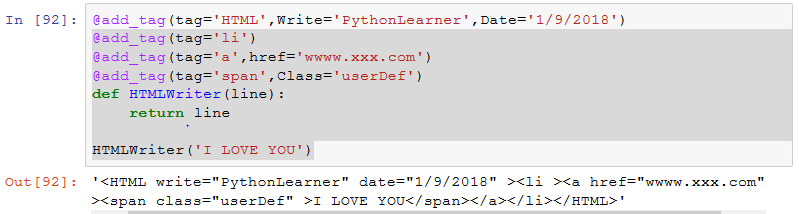 In [92]: @add_tag(tag='HTML',Write='PythonLearner',Date='1/9/2018')
@add_tag(tag='li')
@add_tag(tag='a',href='wwww.xxx.com')
@add_tag(tag='span',Class='userDef')
def HTMLWriter(line):
    return line
HTMLWriter('I LOVE YOU')
Out[92]: '<HTML write="PythonLearner" date="1/9/2018" ><li ><a href="wwww.xxx.com"
><span class="userDef" >I LOVE YOU</span></a></li></HTML>'